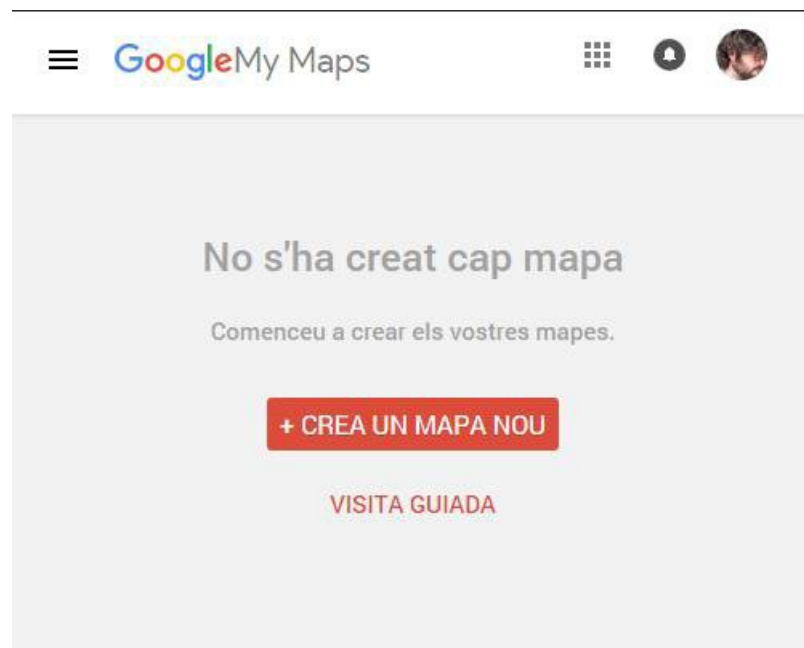 GoogleMy Maps
No s'ha creat cap mapa
Comenceu a crear els vostres mapes.
+ CREA UN MAPA NOU
VISITA GUIADA